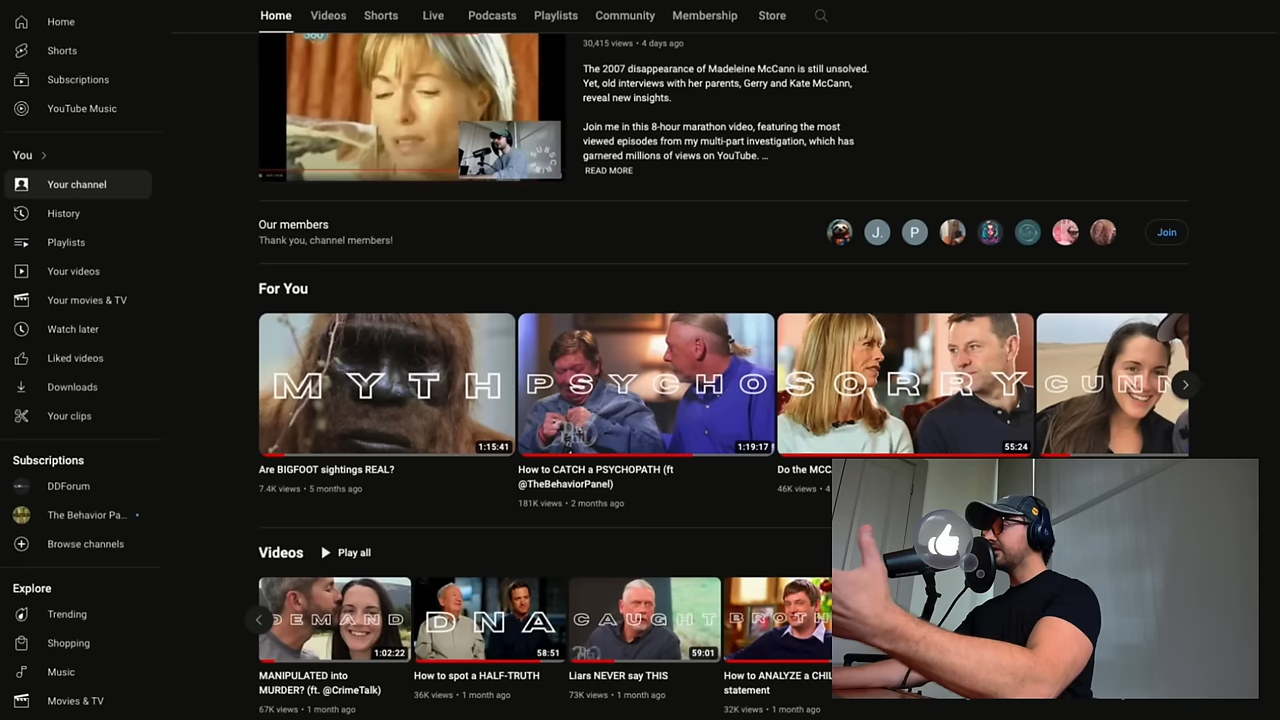 Home
Shorts
Subscriptions
YouTube Music
You
Your channel
History
Playlists
Your videos
Your movies & TV
Watch later
Liked videos
Downloads
Your clips
Subscriptions
DDForum
The Behavior Pa...
Browse channels
Explore
Trending
Shopping
Music
Movies & TV
Home Videos Shorts Live Podcasts Playlists Community Membership Store
30,415 views • 4 days ago
The 2007 disappearance of Madeleine McCann is still unsolved.
Yet, old interviews with her parents, Gerry and Kate McCann,
reveal new insights.
Join me in this 8-hour marathon video, featuring the most
viewed episodes from my multi-part investigation, which has
garnered millions of views on YouTube. ...
READ MORE
Our members
Thank you, channel members!
J.
P
Join
For You
MYTH
1:15:41
Are BIGFOOT sightings REAL?
7.4K views • 5 months ago
PSYCHO
1:19:17
How to CATCH a PSYCHOPATH (ft
@TheBehaviorPanel)
181K views • 2 months ago
SORRY
55:24
Do the MCC
46K views • 4
CUNN
Videos
Play all
DEMAND
1:02:22
MANIPULATED into
MURDER? (ft. @CrimeTalk)
67K views • 1 month ago
DNA
58:51
How to spot a HALF-TRUTH
36K views • 1 month ago
CAUGHT
59:01
Liars NEVER say THIS
73K views • 1 month ago
BROTH
How to ANALYZE a CHIL
statement
32K views • 1 month ago